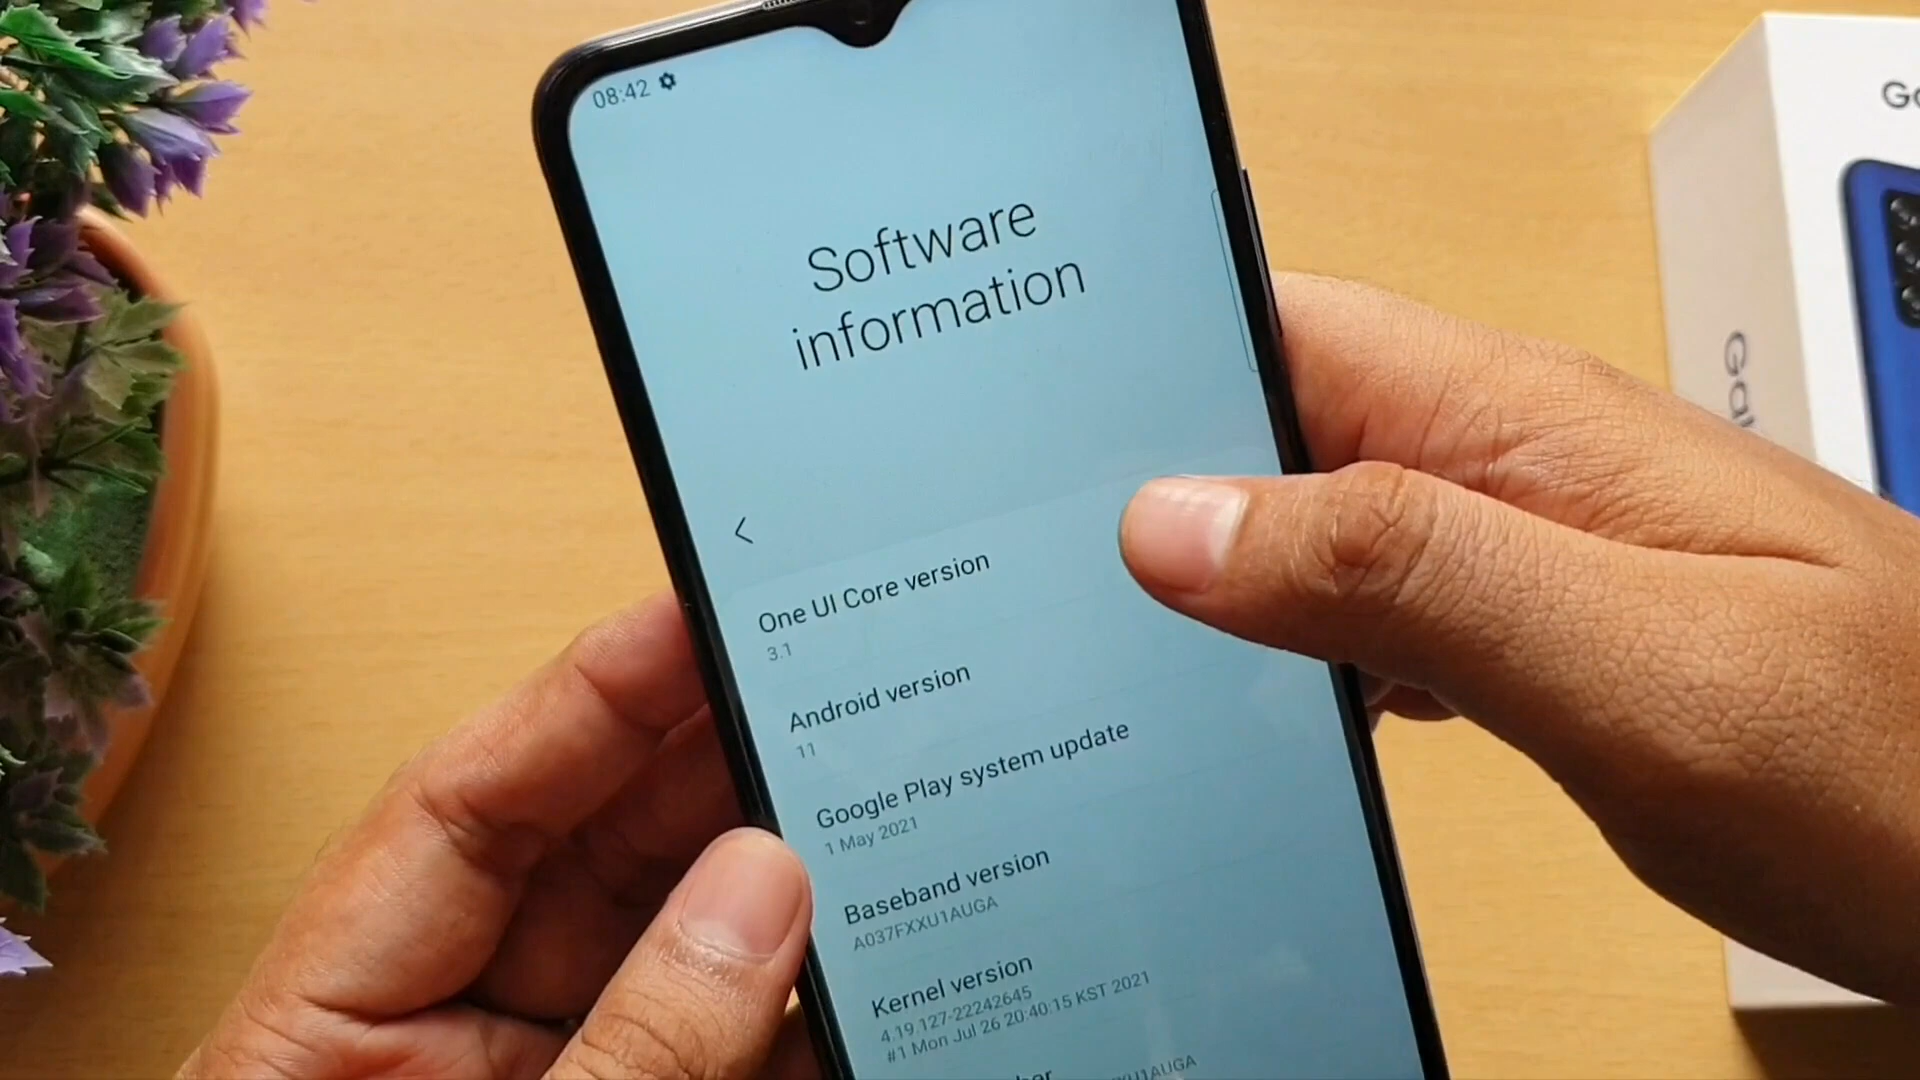 08:42
Software
information
One UI Core version
3.1
Android version
11
Google Play system update
1 May 2021
Baseband version
A037FXXU1AUGA
Kernel version
4.19.127-22242645
#1 Mon Jul 26 20:40:15 KST 2021